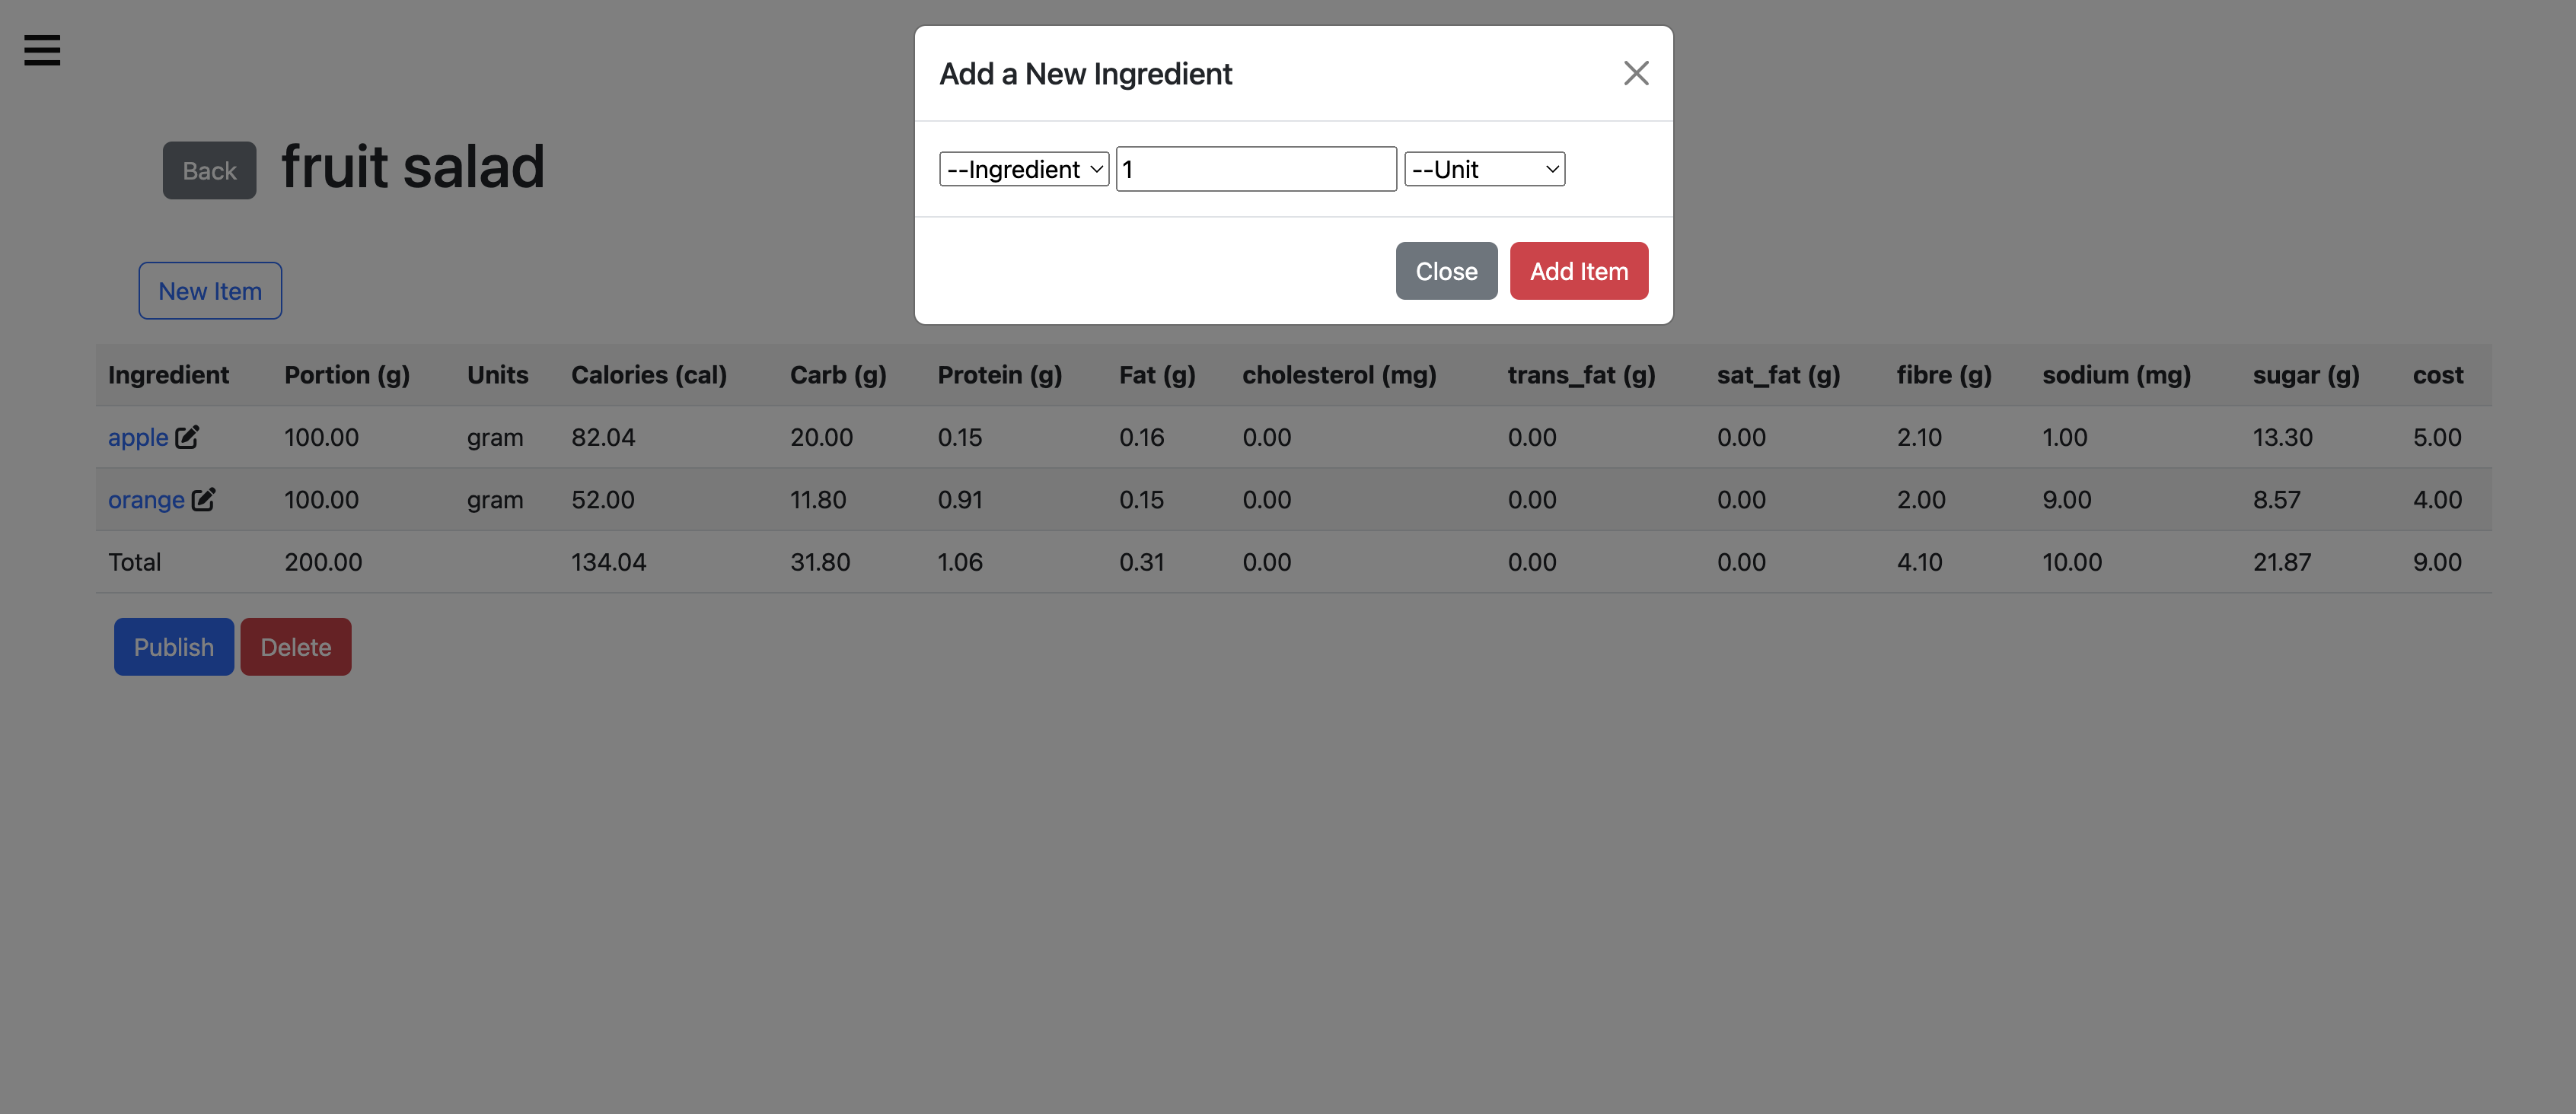 Add a New Ingredient
--Ingredient 1 --Unit
Close Add Item
Back fruit salad
New Item
Ingredient Portion (g) Units Calories (cal) Carb (g) Protein (g) Fat (g) cholesterol (mg) trans_fat (g) sat_fat (g) fibre (g) sodium (mg) sugar (g) cost
apple 100.00 gram 82.04 20.00 0.15 0.16 0.00 0.00 0.00 2.10 1.00 13.30 5.00
orange 100.00 gram 52.00 11.80 0.91 0.15 0.00 0.00 0.00 2.00 9.00 8.57 4.00
Total 200.00 134.04 31.80 1.06 0.31 0.00 0.00 0.00 4.10 10.00 21.87 9.00
Publish Delete